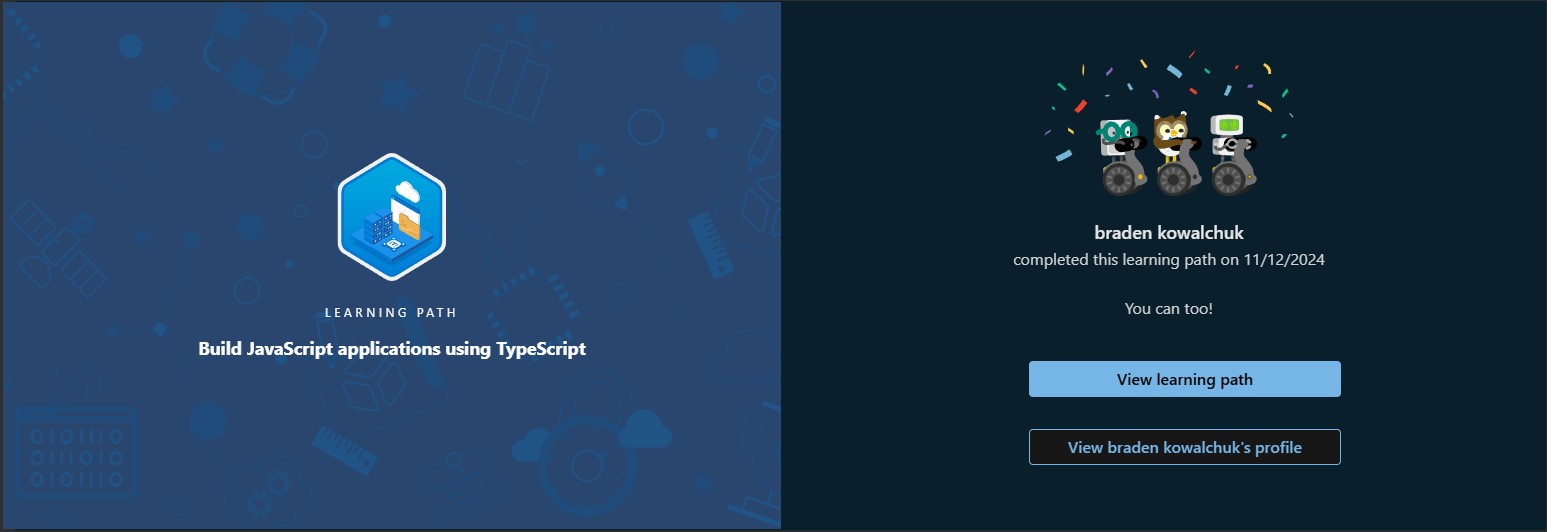 LEARNING PATH
Build JavaScript applications using TypeScript
braden kowalchuk
completed this learning path on 11/12/2024
You can too!
View learning path
View braden kowalchuk's profile